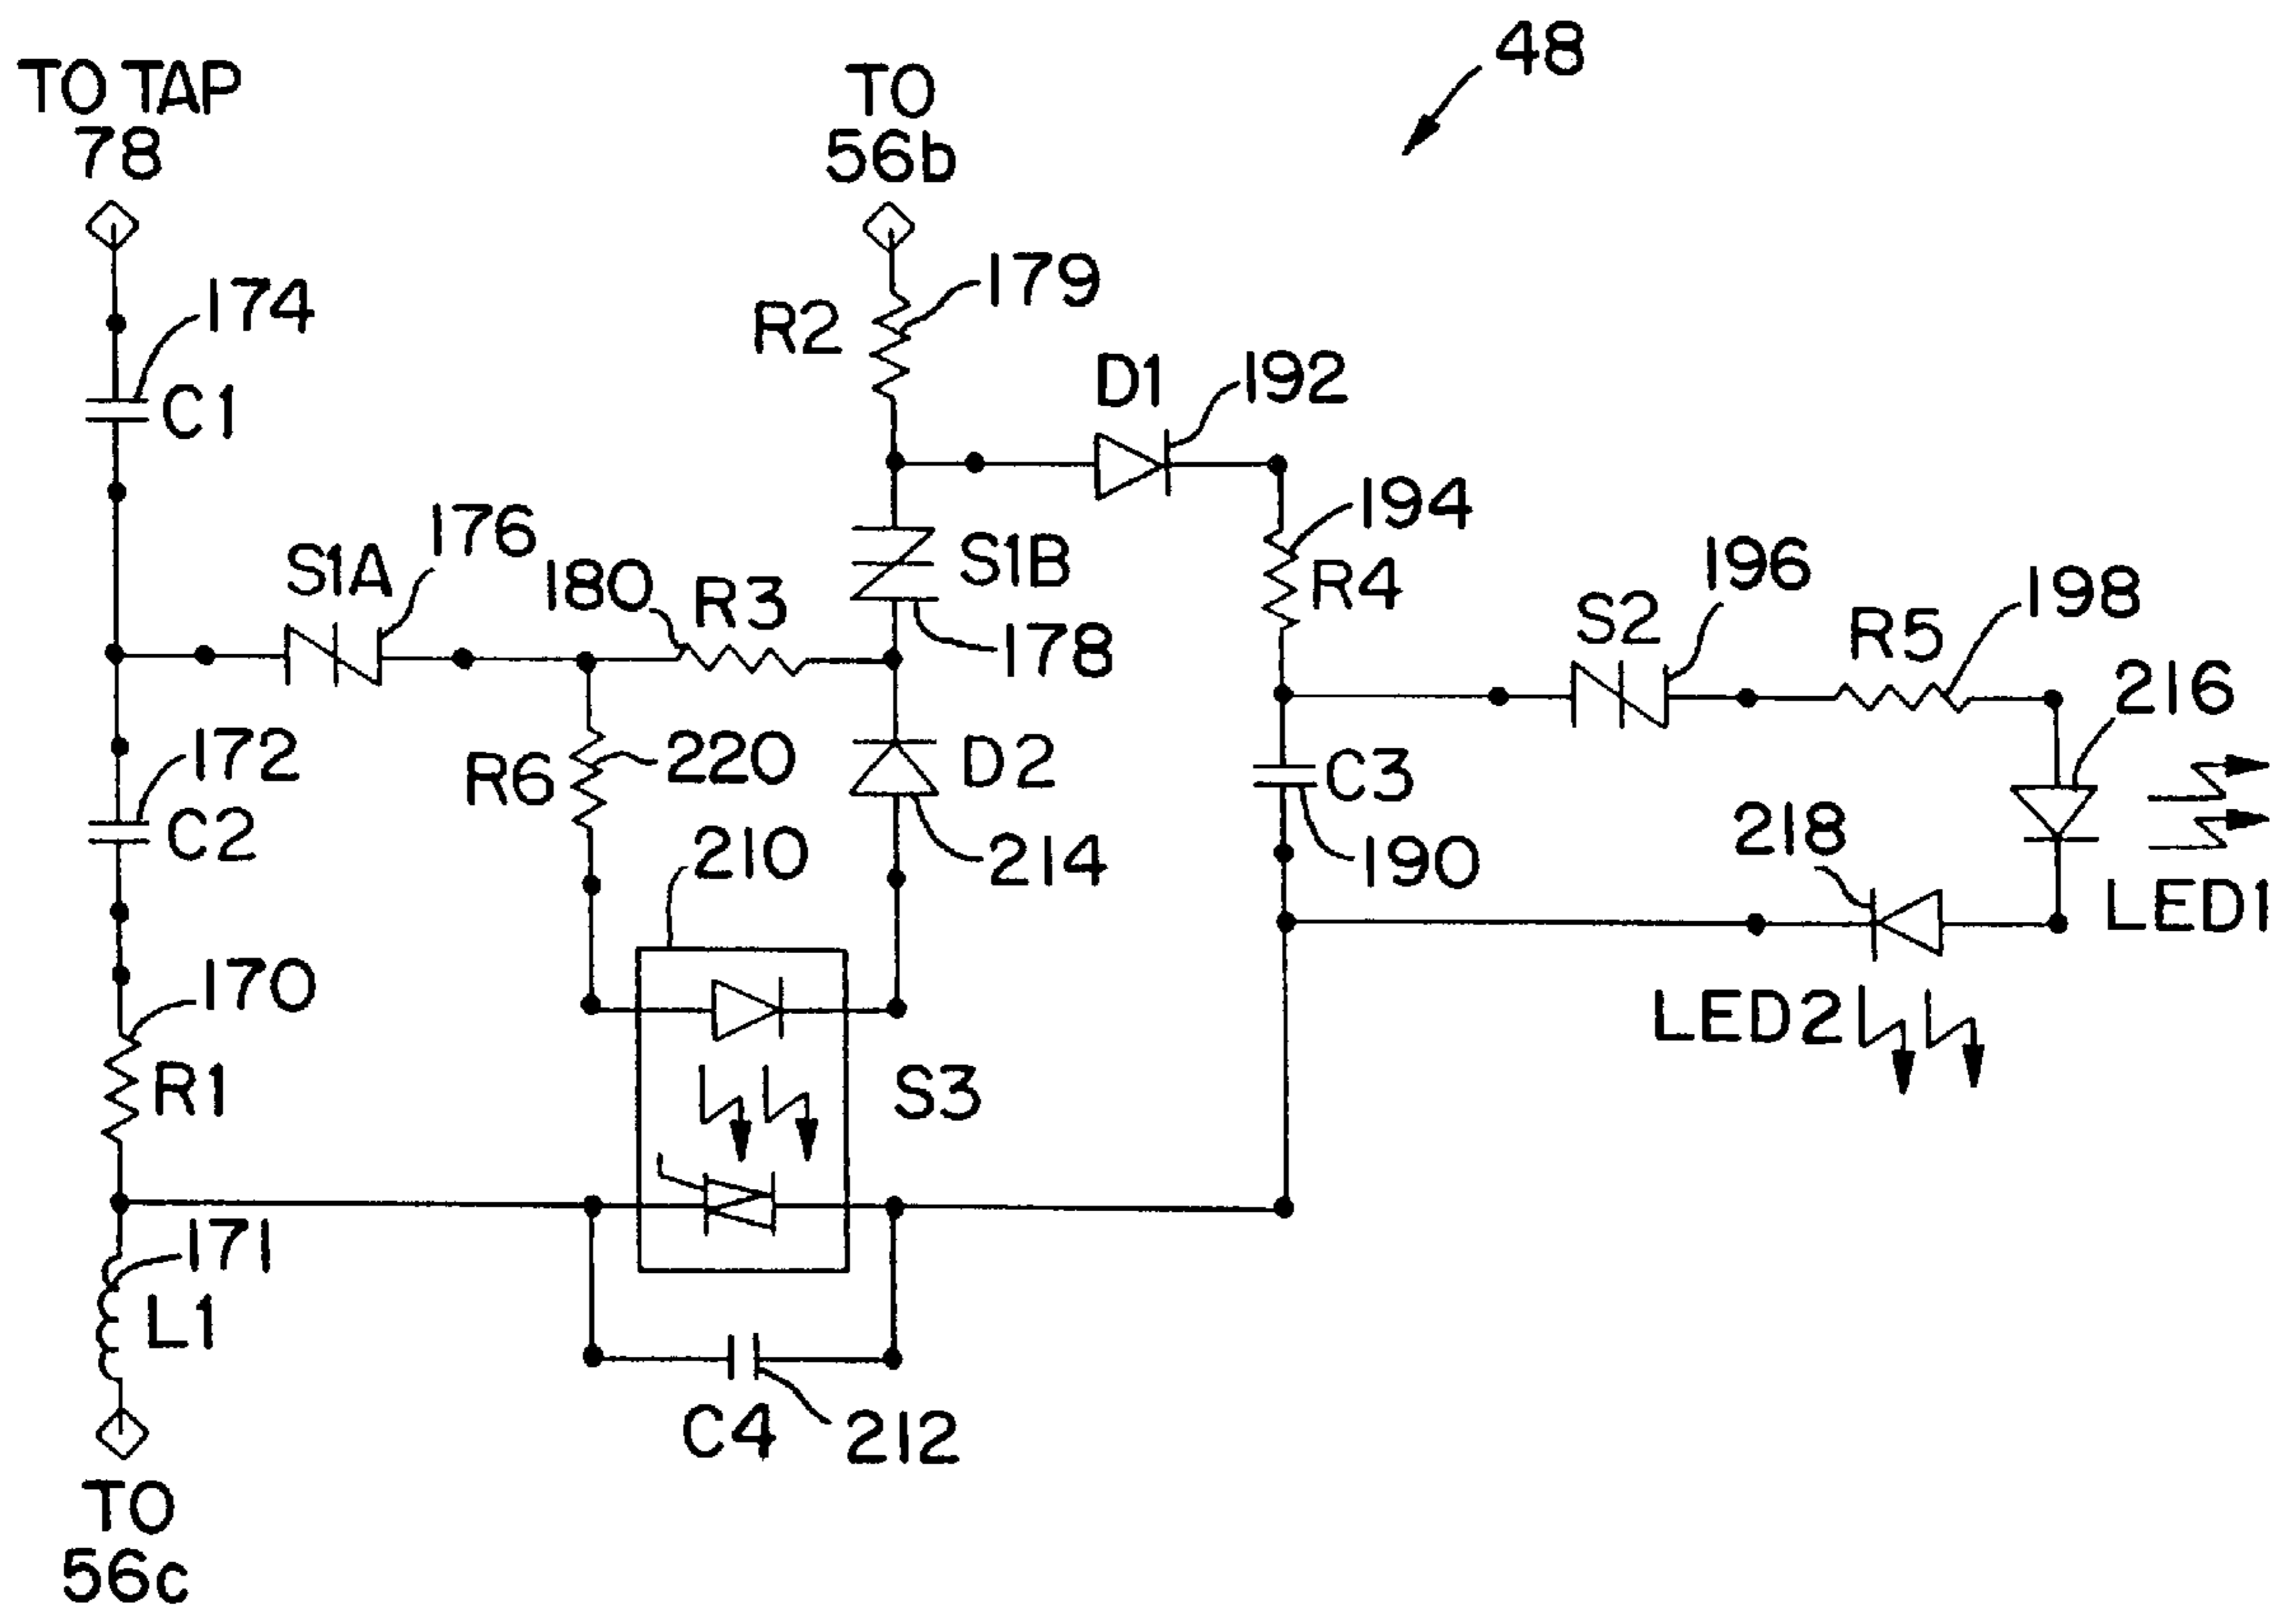 48
TO TAP
78
TO
56b
174
C1
R2
179
D1
192
S1A
176
180
R3
S1B
178
194
R4
S2
196
R5
198
216
172
C2
R6
220
D2
214
C3
190
218
LED1
210
170
R1
S3
LED2
171
L1
C4
212
TO
56c